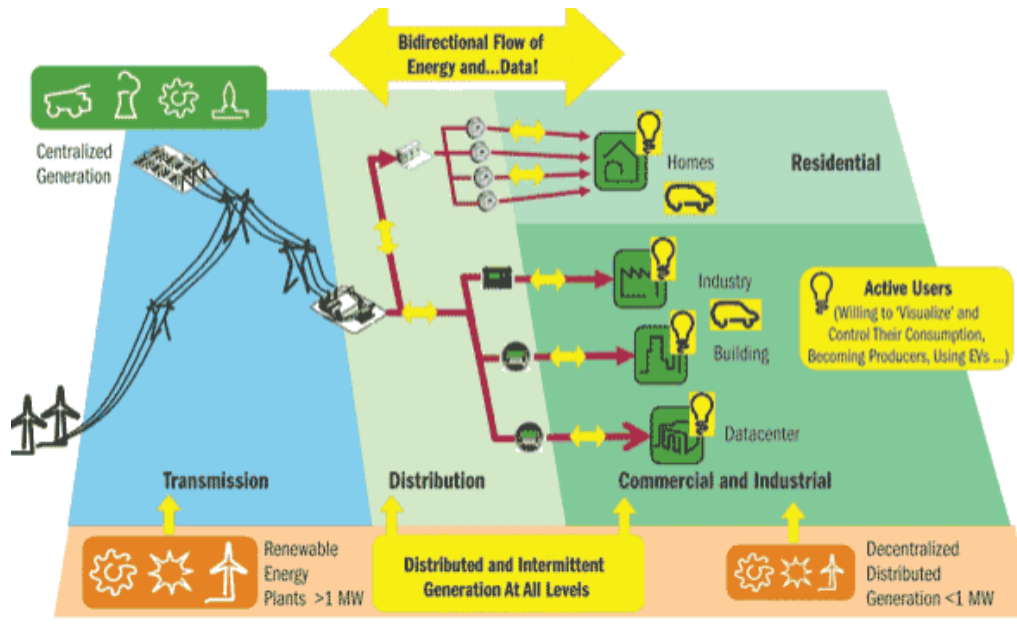 Bidirectional Flow of
Energy and...Data!
Centralized
Generation
Homes
Residential
Industry
Building
Datacenter
Active Users
(Willing to 'Visualize' and
Control Their Consumption,
Becoming Producers, Using EVs ...)
Transmission
Distribution
Commercial and Industrial
Renewable
Energy
Plants >1 MW
Distributed and Intermittent
Generation At All Levels
Decentralized
Distributed
Generation <1 MW